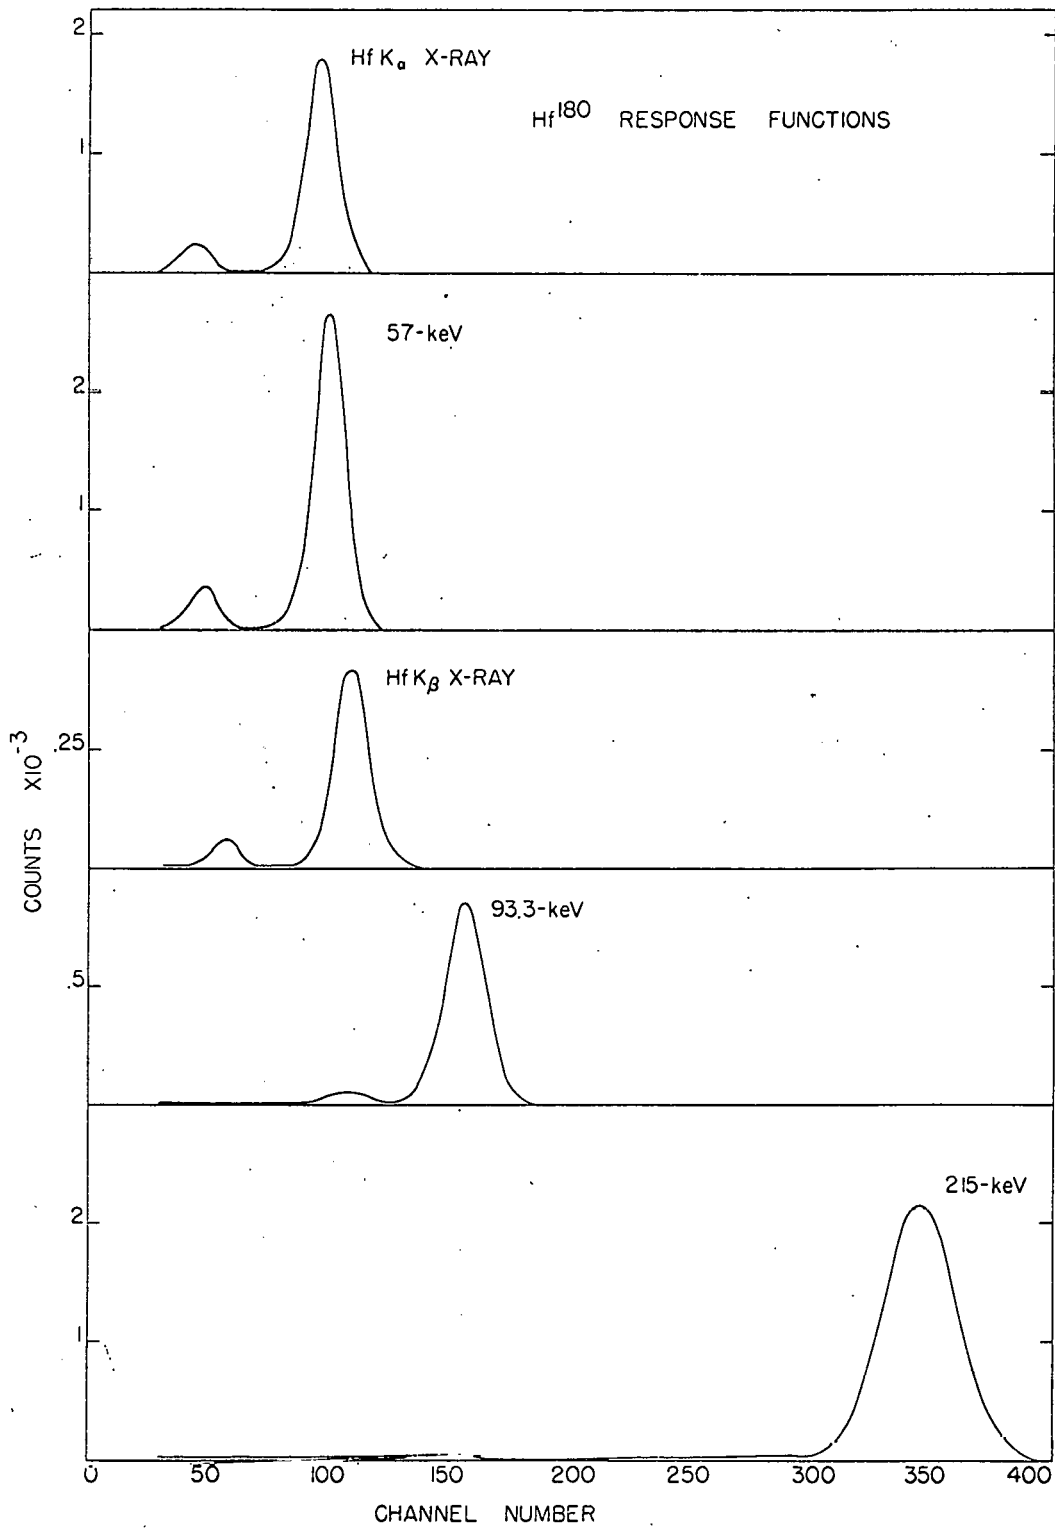 2
Hf Kα X-RAY
Hf180 RESPONSE FUNCTIONS
1
57-keV
2
1
Hf Kβ X-RAY
.25
COUNTS X10-3
93.3-keV
.5
215-keV
2
1
0 50 100 150 200 250 300 350 400
CHANNEL NUMBER